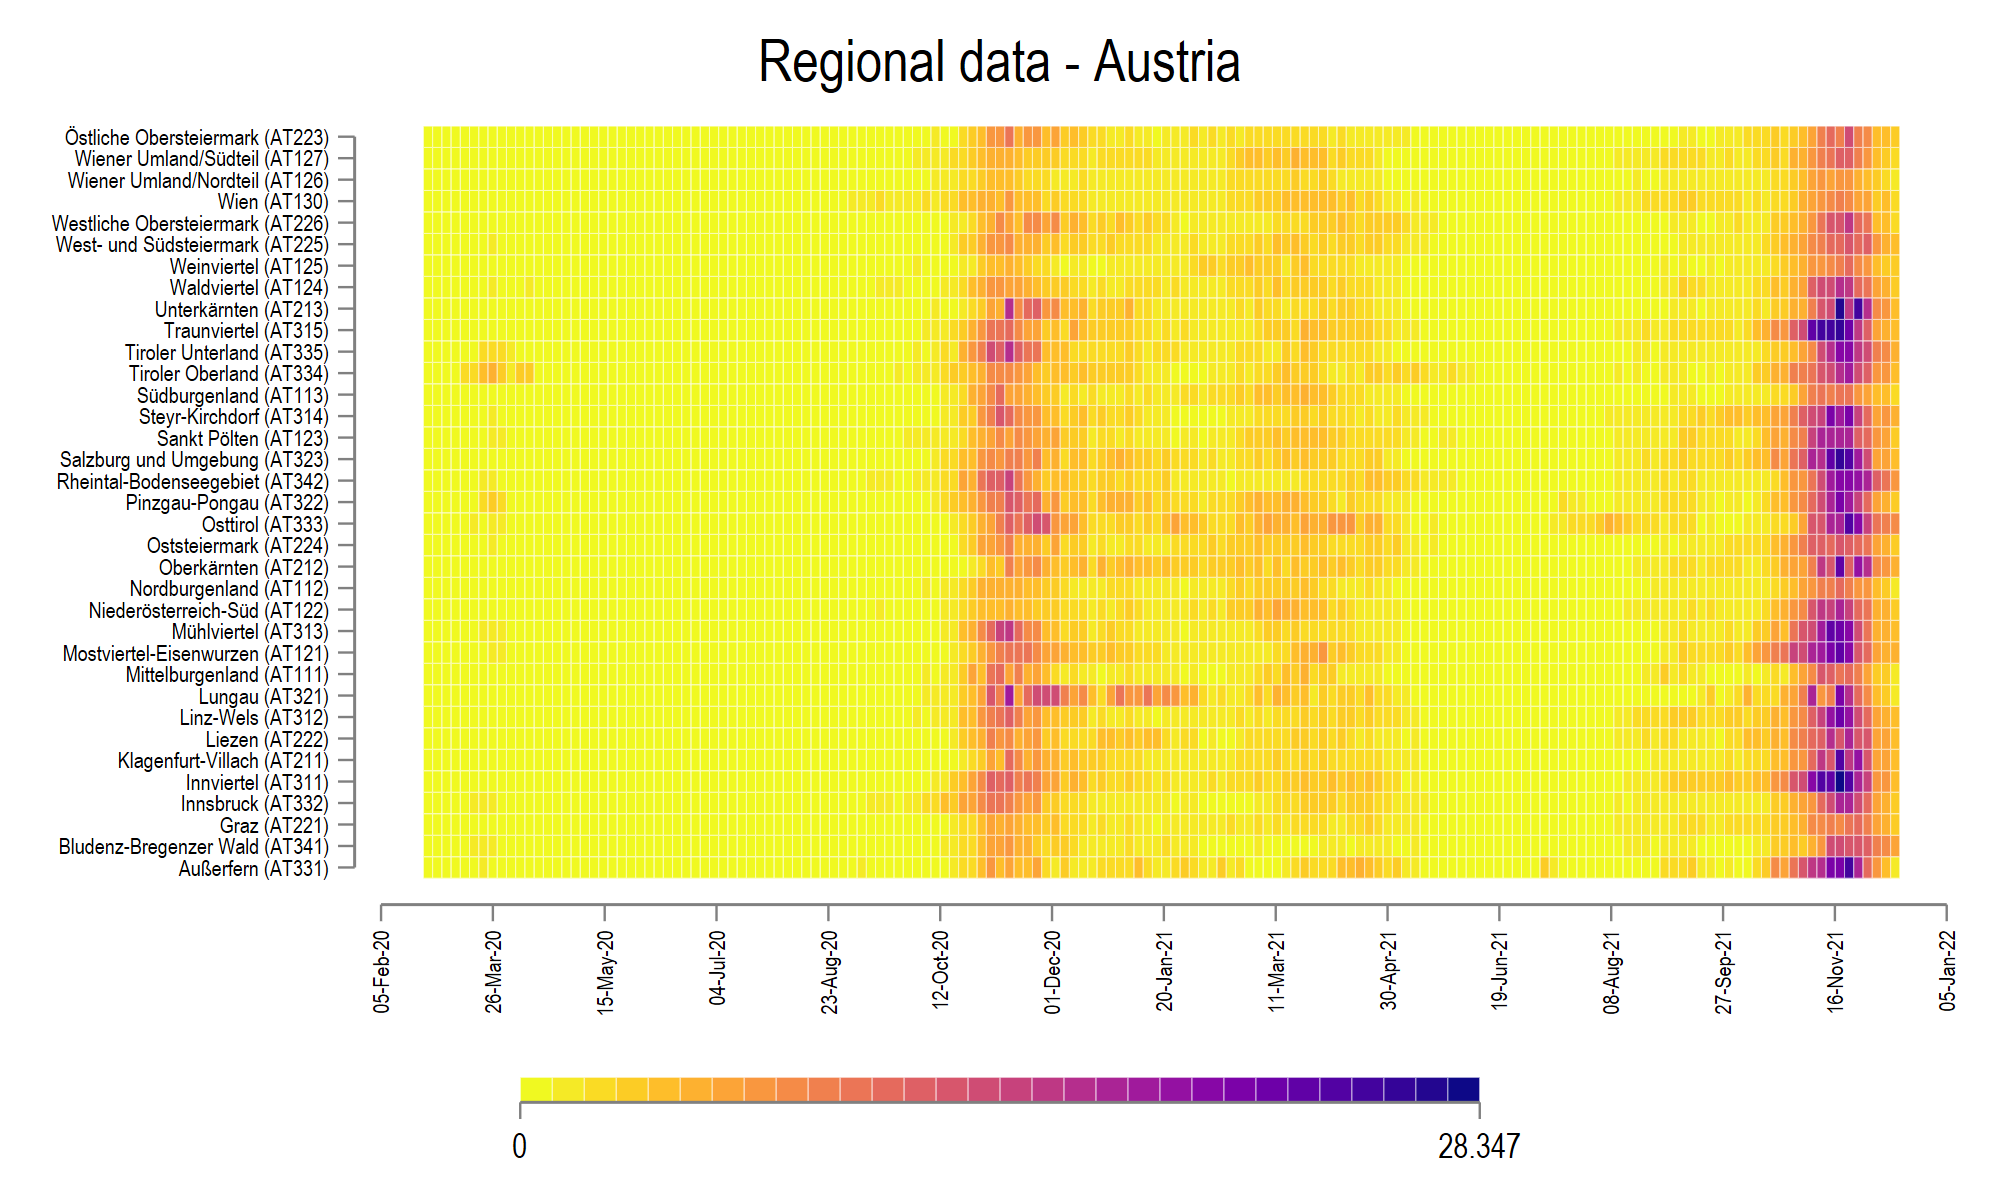 Regional data - Austria
Östliche Obersteiermark (AT223)
Wiener Umland/Südteil (AT127)
Wiener Umland/Nordteil (AT126)
Wien (AT130)
Westliche Obersteiermark (AT226)
West- und Südsteiermark (AT225)
Weinviertel (AT125)
Waldviertel (AT124)
Unterkärnten (AT213)
Traunviertel (AT315)
Tiroler Unterland (AT335)
Tiroler Oberland (AT334)
Südburgenland (AT113)
Steyr-Kirchdorf (AT314)
Sankt Pölten (AT123)
Salzburg und Umgebung (AT323)
Rheintal-Bodenseegebiet (AT342)
Pinzgau-Pongau (AT322)
Osttirol (AT333)
Oststeiermark (AT224)
Oberkärnten (AT212)
Nordburgenland (AT112)
Niederösterreich-Süd (AT122)
Mühlviertel (AT313)
Mostviertel-Eisenwurzen (AT121)
Mittelburgenland (AT111)
Lungau (AT321)
Linz-Wels (AT312)
Liezen (AT222)
Klagenfurt-Villach (AT211)
Innviertel (AT311)
Innsbruck (AT332)
Graz (AT221)
Bludenz-Bregenzer Wald (AT341)
Außerfern (AT331)
05-Feb-20
26-Mar-20
15-May-20
04-Jul-20
23-Aug-20
12-Oct-20
01-Dec-20
20-Jan-21
11-Mar-21
30-Apr-21
19-Jun-21
08-Aug-21
27-Sep-21
16-Nov-21
05-Jan-22
0
28.347